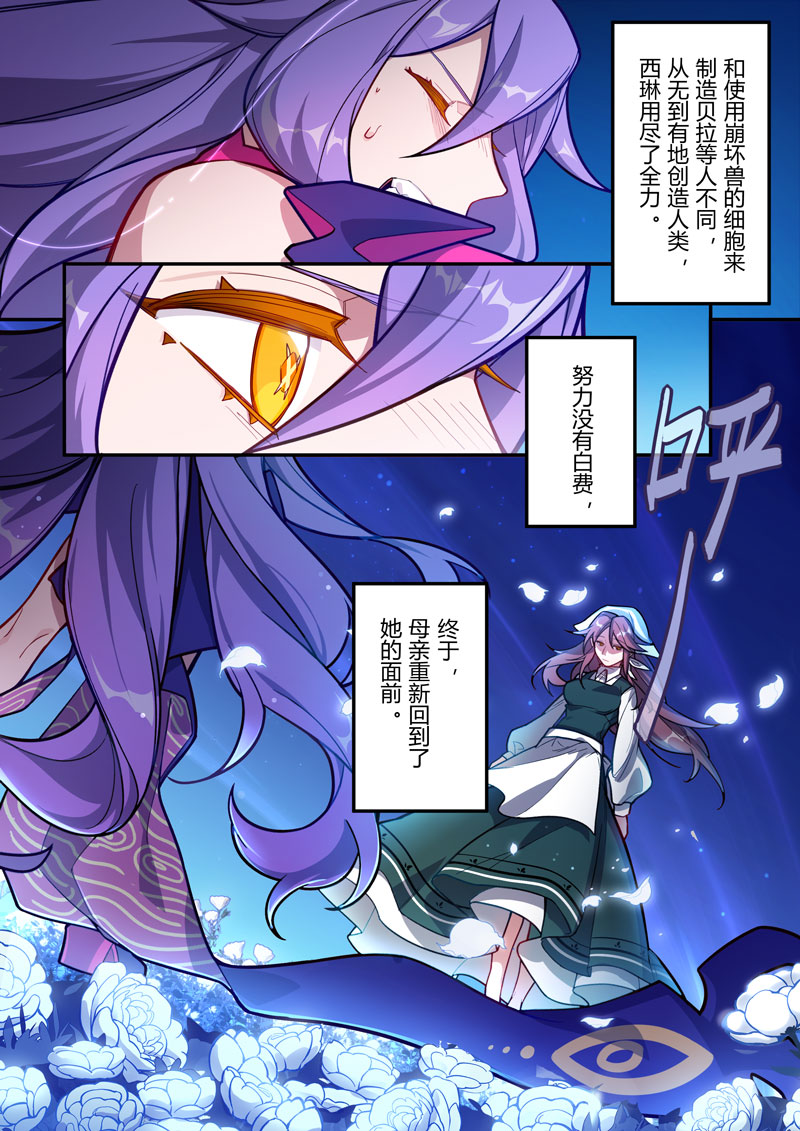 和使用崩坏兽的细胞来
制造贝拉等人不同，
从无到有地创造人类，
西琳用尽了全力。
努力没有白费，
呼
终于，
母亲重新回到了
她的面前。